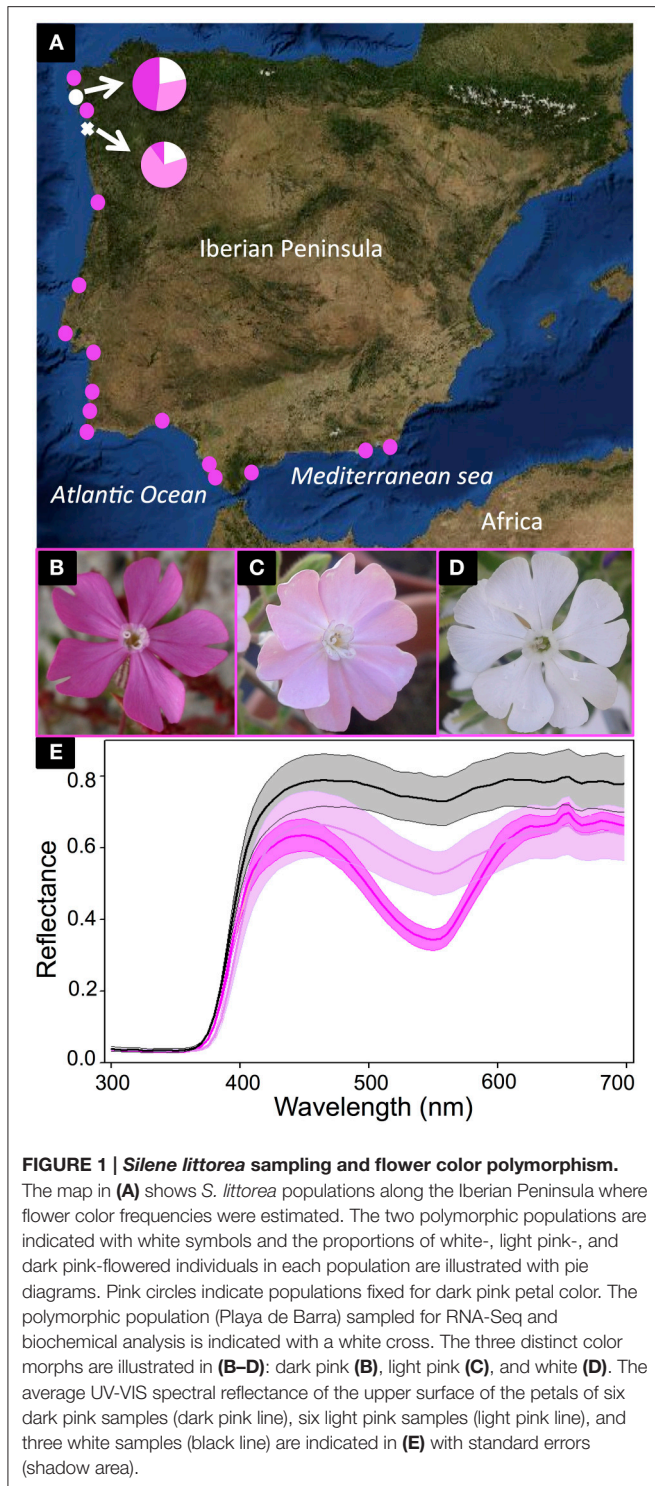 A
Iberian Peninsula
Atlantic Ocean
Mediterranean sea
Africa
B
C
D
E
0.8
0.6
0.4
0.2
0.0
Reflectance
300
400
500
600
700
Wavelength (nm)
FIGURE 1 | Silene littorea sampling and flower color polymorphism.
The map in (A) shows S. littorea populations along the Iberian Peninsula where
flower color frequencies were estimated. The two polymorphic populations are
indicated with white symbols and the proportions of white-, light pink-, and
dark pink-flowered individuals in each population are illustrated with pie
diagrams. Pink circles indicate populations fixed for dark pink petal color. The
polymorphic population (Playa de Barra) sampled for RNA-Seq and
biochemical analysis is indicated with a white cross. The three distinct color
morphs are illustrated in (B–D): dark pink (B), light pink (C), and white (D). The
average UV-VIS spectral reflectance of the upper surface of the petals of six
dark pink samples (dark pink line), six light pink samples (light pink line), and
three white samples (black line) are indicated in (E) with standard errors
(shadow area).